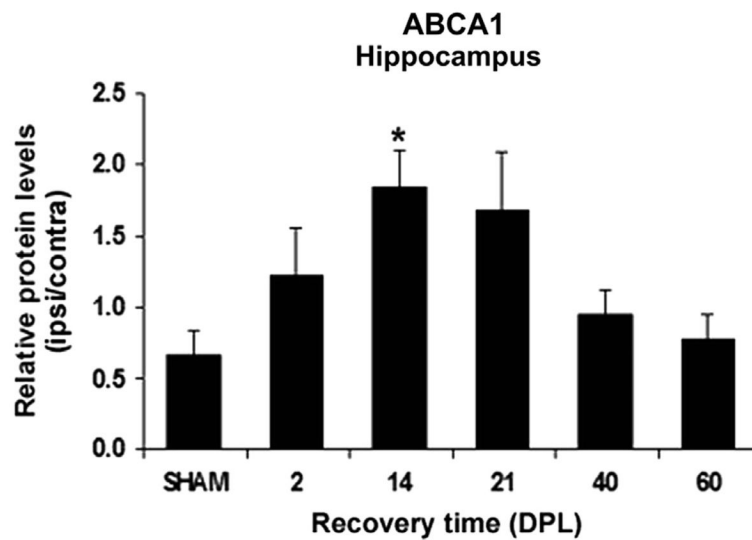 ABCA1
Hippocampus
Relative protein levels
(ipsi/contra)
2.5
2.0
1.5
1.0
0.5
0.0
*
SHAM 2 14 21 40 60
Recovery time (DPL)